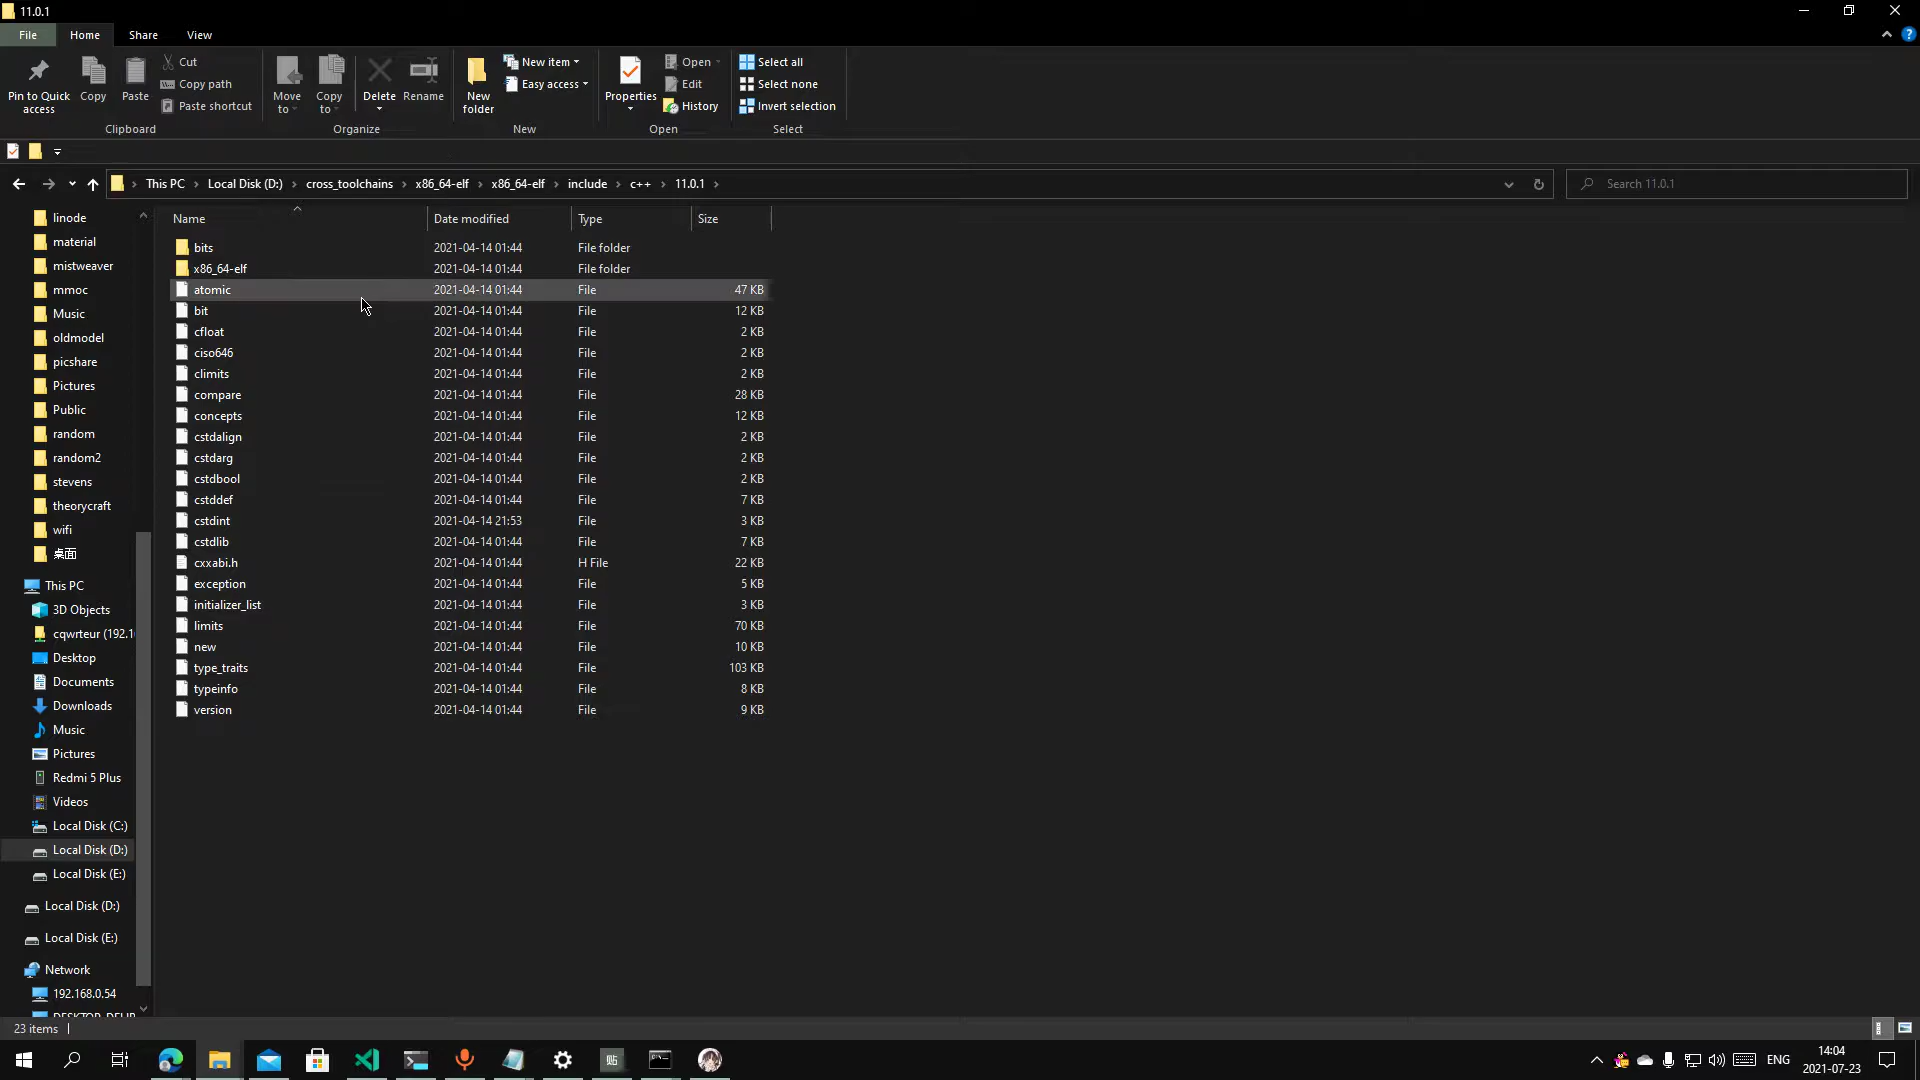 11.0.1
File Home Share View
Pin to Quick access
Copy
Paste
Cut
Copy path
Paste shortcut
Clipboard
Move to
Copy to
Delete
Rename
Organize
New folder
New item
Easy access
New
Properties
Open
Edit
History
Open
Select all
Select none
Invert selection
Select
This PC Local Disk (D:) cross_toolchains x86_64-elf x86_64-elf include c++ 11.0.1
Search 11.0.1
linode
material
mistweaver
mmoc
Music
oldmodel
picshare
Pictures
Public
random
random2
stevens
theorycraft
wifi
桌面
This PC
3D Objects
cqwrteur (192.1
Desktop
Documents
Downloads
Music
Pictures
Redmi 5 Plus
Videos
Local Disk (C:)
Local Disk (D:)
Local Disk (E:)
Local Disk (D:)
Local Disk (E:)
Network
192.168.0.54
Name Date modified Type Size
bits 2021-04-14 01:44 File folder
x86_64-elf 2021-04-14 01:44 File folder
atomic 2021-04-14 01:44 File 47 KB
bit 2021-04-14 01:44 File 12 KB
cfloat 2021-04-14 01:44 File 2 KB
ciso646 2021-04-14 01:44 File 2 KB
climits 2021-04-14 01:44 File 2 KB
compare 2021-04-14 01:44 File 28 KB
concepts 2021-04-14 01:44 File 12 KB
cstdalign 2021-04-14 01:44 File 2 KB
cstdarg 2021-04-14 01:44 File 2 KB
cstdbool 2021-04-14 01:44 File 2 KB
cstddef 2021-04-14 01:44 File 7 KB
cstdint 2021-04-14 21:53 File 3 KB
cstdlib 2021-04-14 01:44 File 7 KB
cxxabi.h 2021-04-14 01:44 H File 22 KB
exception 2021-04-14 01:44 File 5 KB
initializer_list 2021-04-14 01:44 File 3 KB
limits 2021-04-14 01:44 File 70 KB
new 2021-04-14 01:44 File 10 KB
type_traits 2021-04-14 01:44 File 103 KB
typeinfo 2021-04-14 01:44 File 8 KB
version 2021-04-14 01:44 File 9 KB
23 items
贴
ENG
14:04
2021-07-23